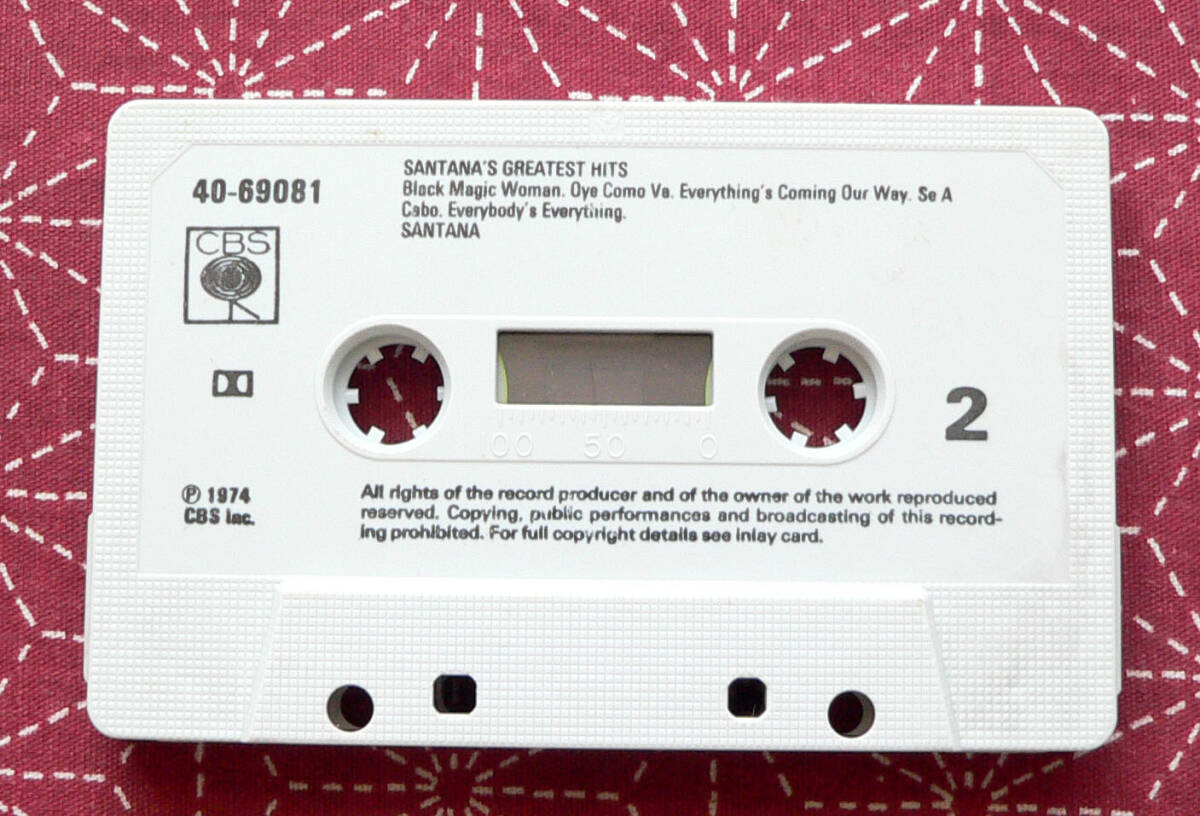 SANTANA'S GREATEST HITS
40-69081
Black Magic Woman. Oye Como Va. Everything's Coming Our Way. Se A
Cabo. Everybody's Everything.
SANTANA
CBS
100 50 0
2
℗ 1974
CBS Inc.
All rights of the record producer and of the owner of the work reproduced
reserved. Copying, public performances and broadcasting of this record-
ing prohibited. For full copyright details see inlay card.